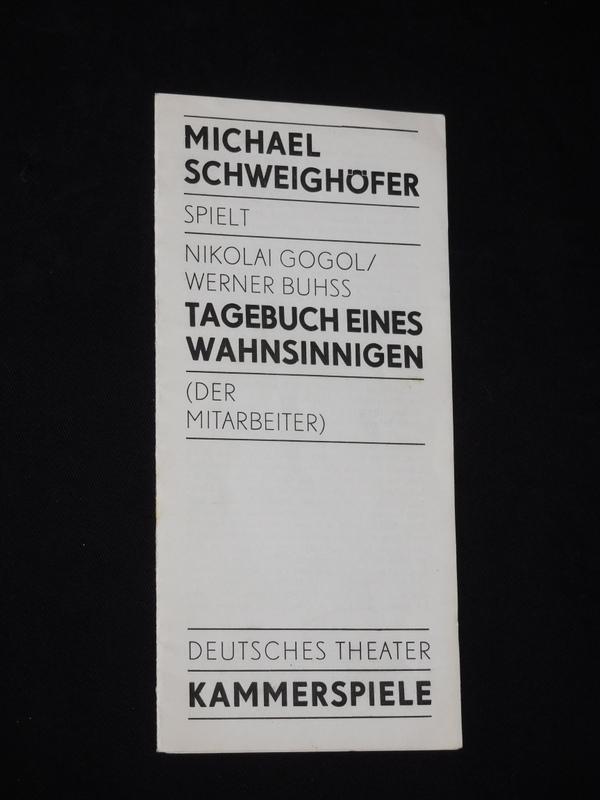 MICHAEL
SCHWEIGHÖFER
SPIELT
NIKOLAI GOGOL/
WERNER BUHSS
TAGEBUCH EINES
WAHNSINNIGEN
(DER
MITARBEITER)
DEUTSCHES THEATER
KAMMERSPIELE